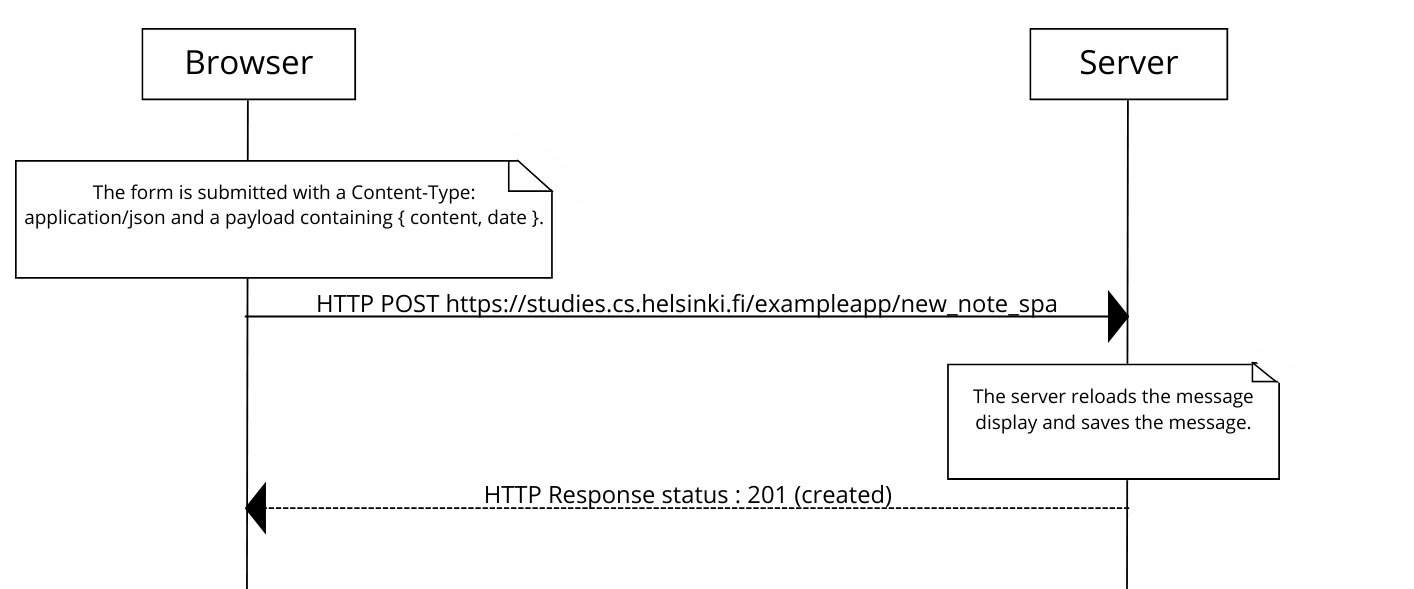 Browser
Server
The form is submitted with a Content-Type:
application/json and a payload containing { content, date }.
HTTP POST https://studies.cs.helsinki.fi/exampleapp/new_note_spa
The server reloads the message
display and saves the message.
HTTP Response status : 201 (created)